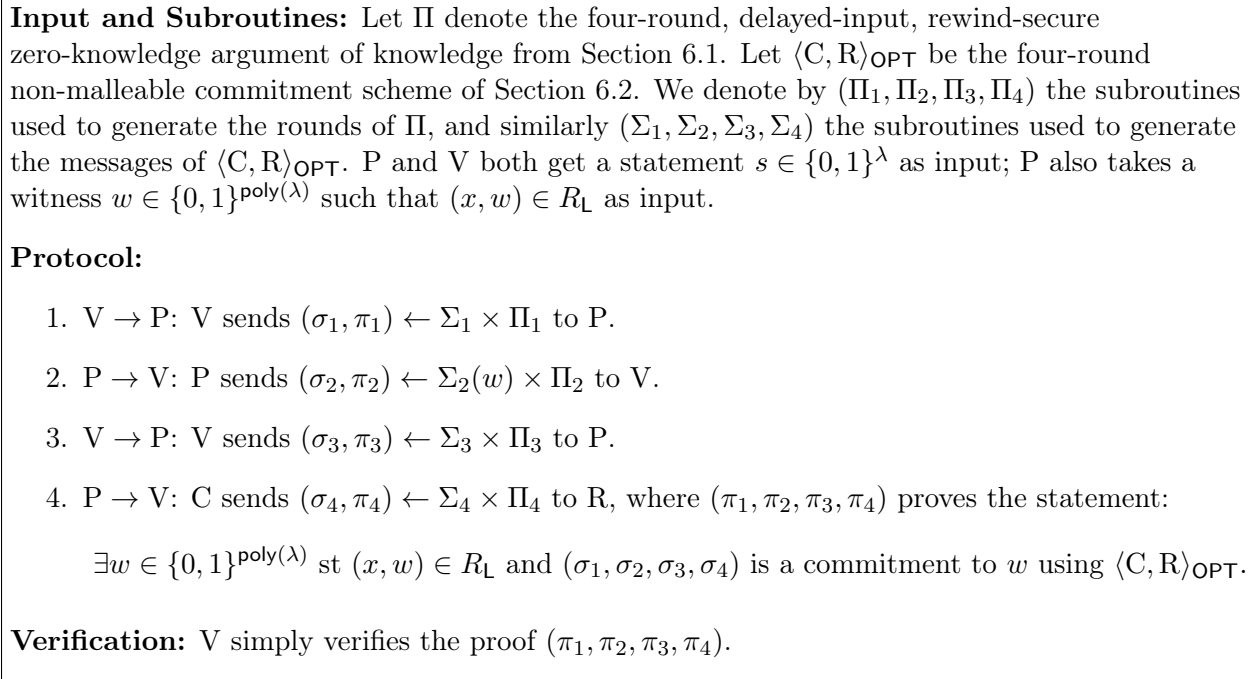 Input and Subroutines: Let Π denote the four-round, delayed-input, rewind-secure
zero-knowledge argument of knowledge from Section 6.1. Let ⟨C, R⟩OPT be the four-round
non-malleable commitment scheme of Section 6.2. We denote by (Π₁, Π₂, Π₃, Π₄) the subroutines
used to generate the rounds of Π, and similarly (Σ₁, Σ₂, Σ₃, Σ₄) the subroutines used to generate
the messages of ⟨C, R⟩OPT. P and V both get a statement s ∈ {0, 1}^λ as input; P also takes a
witness w ∈ {0, 1}^poly(λ) such that (x, w) ∈ R_L as input.
Protocol:
1. V → P: V sends (σ₁, π₁) ← Σ₁ × Π₁ to P.
2. P → V: P sends (σ₂, π₂) ← Σ₂(w) × Π₂ to V.
3. V → P: V sends (σ₃, π₃) ← Σ₃ × Π₃ to P.
4. P → V: C sends (σ₄, π₄) ← Σ₄ × Π₄ to R, where (π₁, π₂, π₃, π₄) proves the statement:
∃w ∈ {0, 1}^poly(λ) st (x, w) ∈ R_L and (σ₁, σ₂, σ₃, σ₄) is a commitment to w using ⟨C, R⟩OPT.
Verification: V simply verifies the proof (π₁, π₂, π₃, π₄).